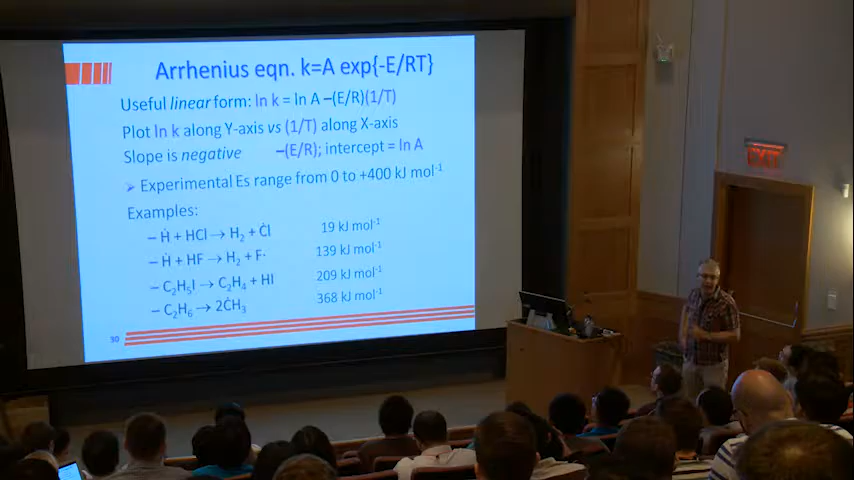 Arrhenius eqn. k=A exp{-E/RT}
Useful linear form: ln k = ln A –(E/R)(1/T)
Plot ln k along Y-axis vs (1/T) along X-axis
Slope is negative –(E/R); intercept = ln A
➢ Experimental Es range from 0 to +400 kJ mol⁻¹
Examples:
– Ḣ + HCl → H₂ + Ċl 19 kJ mol⁻¹
– Ḣ + HF → H₂ + F· 139 kJ mol⁻¹
– C₂H₅I → C₂H₄ + HI 209 kJ mol⁻¹
– C₂H₆ → 2ĊH₃ 368 kJ mol⁻¹
30
EXIT